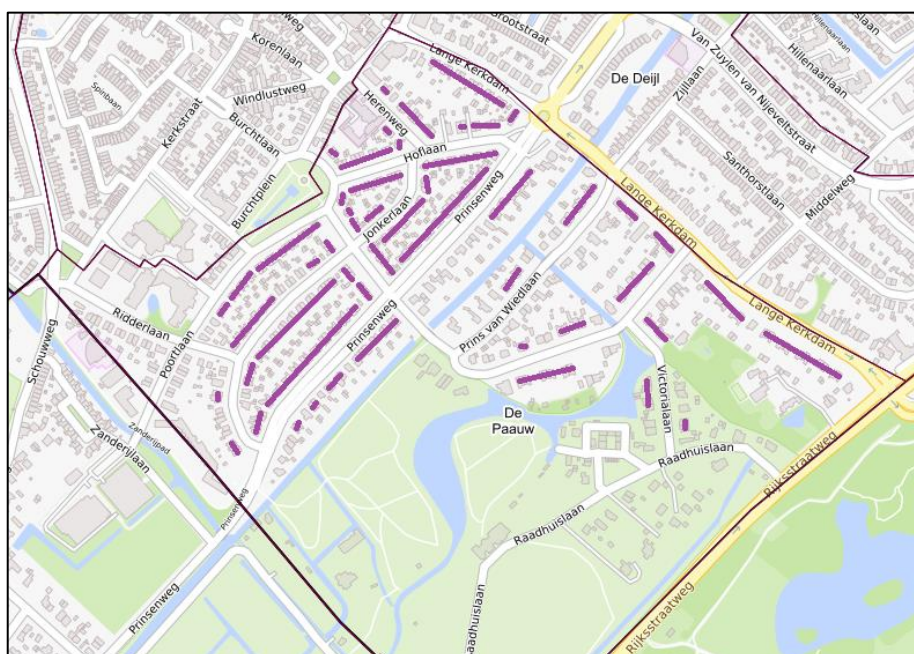 Grootstraat
Korenlaan
Lange Kerkdam
De Deijl
Van Zuylen van Nijeveltstraat
Hillenaarlaan
Hillenaarlaan
Spinbaan
Windlustweg
Zijllaan
Kerkstraat
Herenweg
Burchtlaan
Hoflaan
Santhorstlaan
Middelweg
Burchtplein
Jonkerlaan
Prinsenweg
Lange Kerkdam
Ridderlaan
Prinsenweg
Prins van Wiedlaan
Lange Kerkdam
Schouwweg
Poortlaan
Victorialaan
De
Paauw
Zanderijpad
Zanderijlaan
Raadhuislaan
Rijksstraatweg
Prinsenweg
Raadhuislaan
Prinsenweg
Raadhuislaan
Rijksstraatweg